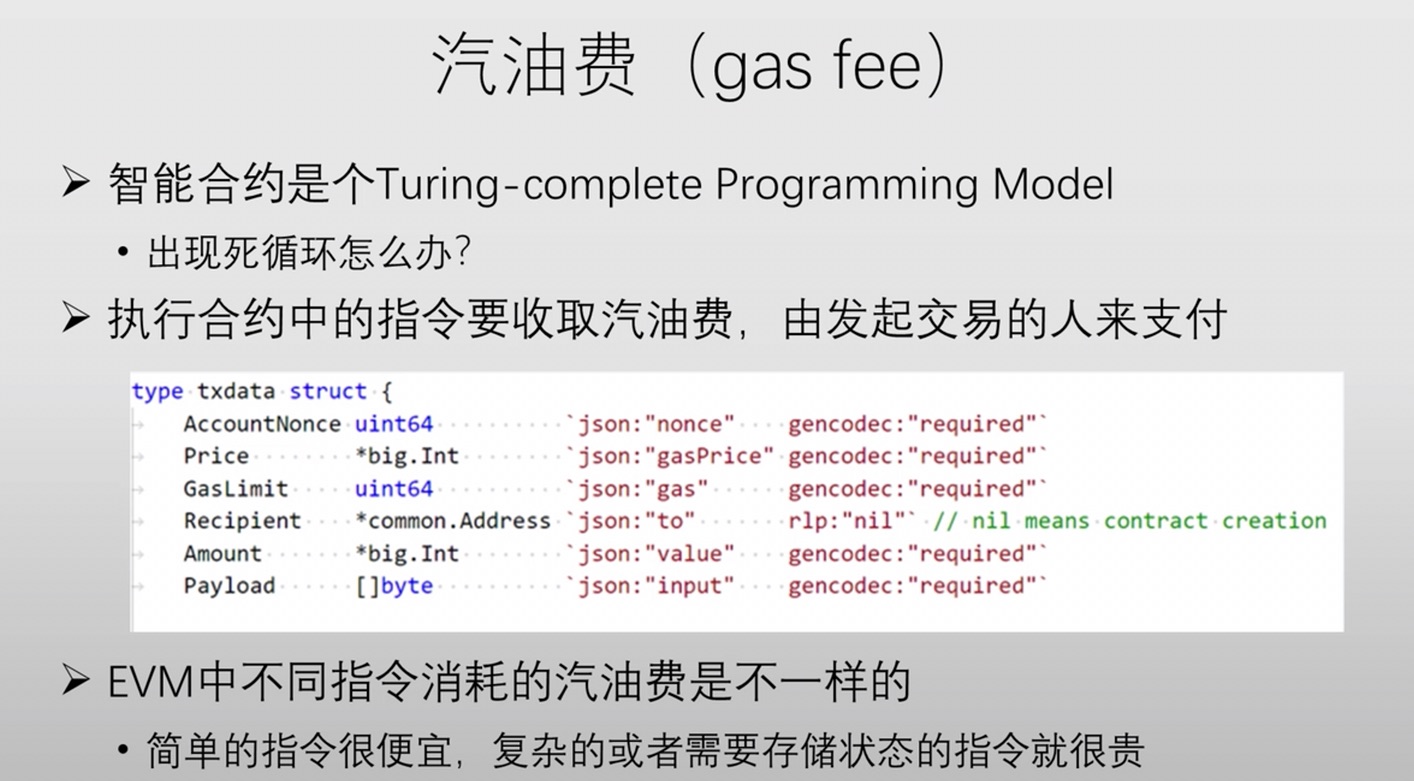 汽油费（gas fee）
➢ 智能合约是个Turing-complete Programming Model
• 出现死循环怎么办？
➢ 执行合约中的指令要收取汽油费，由发起交易的人来支付
type txdata struct {
AccountNonce uint64 `json:"nonce" gencodec:"required"`
Price *big.Int `json:"gasPrice" gencodec:"required"`
GasLimit uint64 `json:"gas" gencodec:"required"`
Recipient *common.Address `json:"to" rlp:"nil"` // nil means contract creation
Amount *big.Int `json:"value" gencodec:"required"`
Payload []byte `json:"input" gencodec:"required"`
➢ EVM中不同指令消耗的汽油费是不一样的
• 简单的指令很便宜，复杂的或者需要存储状态的指令就很贵